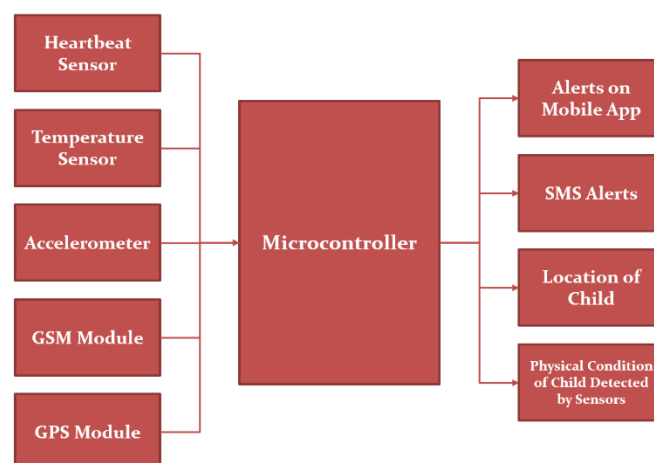 Heartbeat
Sensor
Temperature
Sensor
Accelerometer
GSM Module
GPS Module
Microcontroller
Alerts on
Mobile App
SMS Alerts
Location of
Child
Physical Condition
of Child Detected
by Sensors